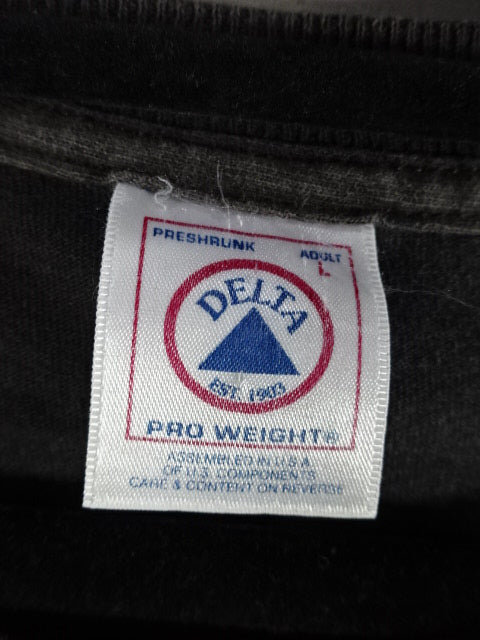 PRESHRUNK
ADULT
L
DELTA
EST. 1903
PRO WEIGHT®
ASSEMBLED IN U.S.A.
OF U.S. COMPONENTS
CARE & CONTENT ON REVERSE